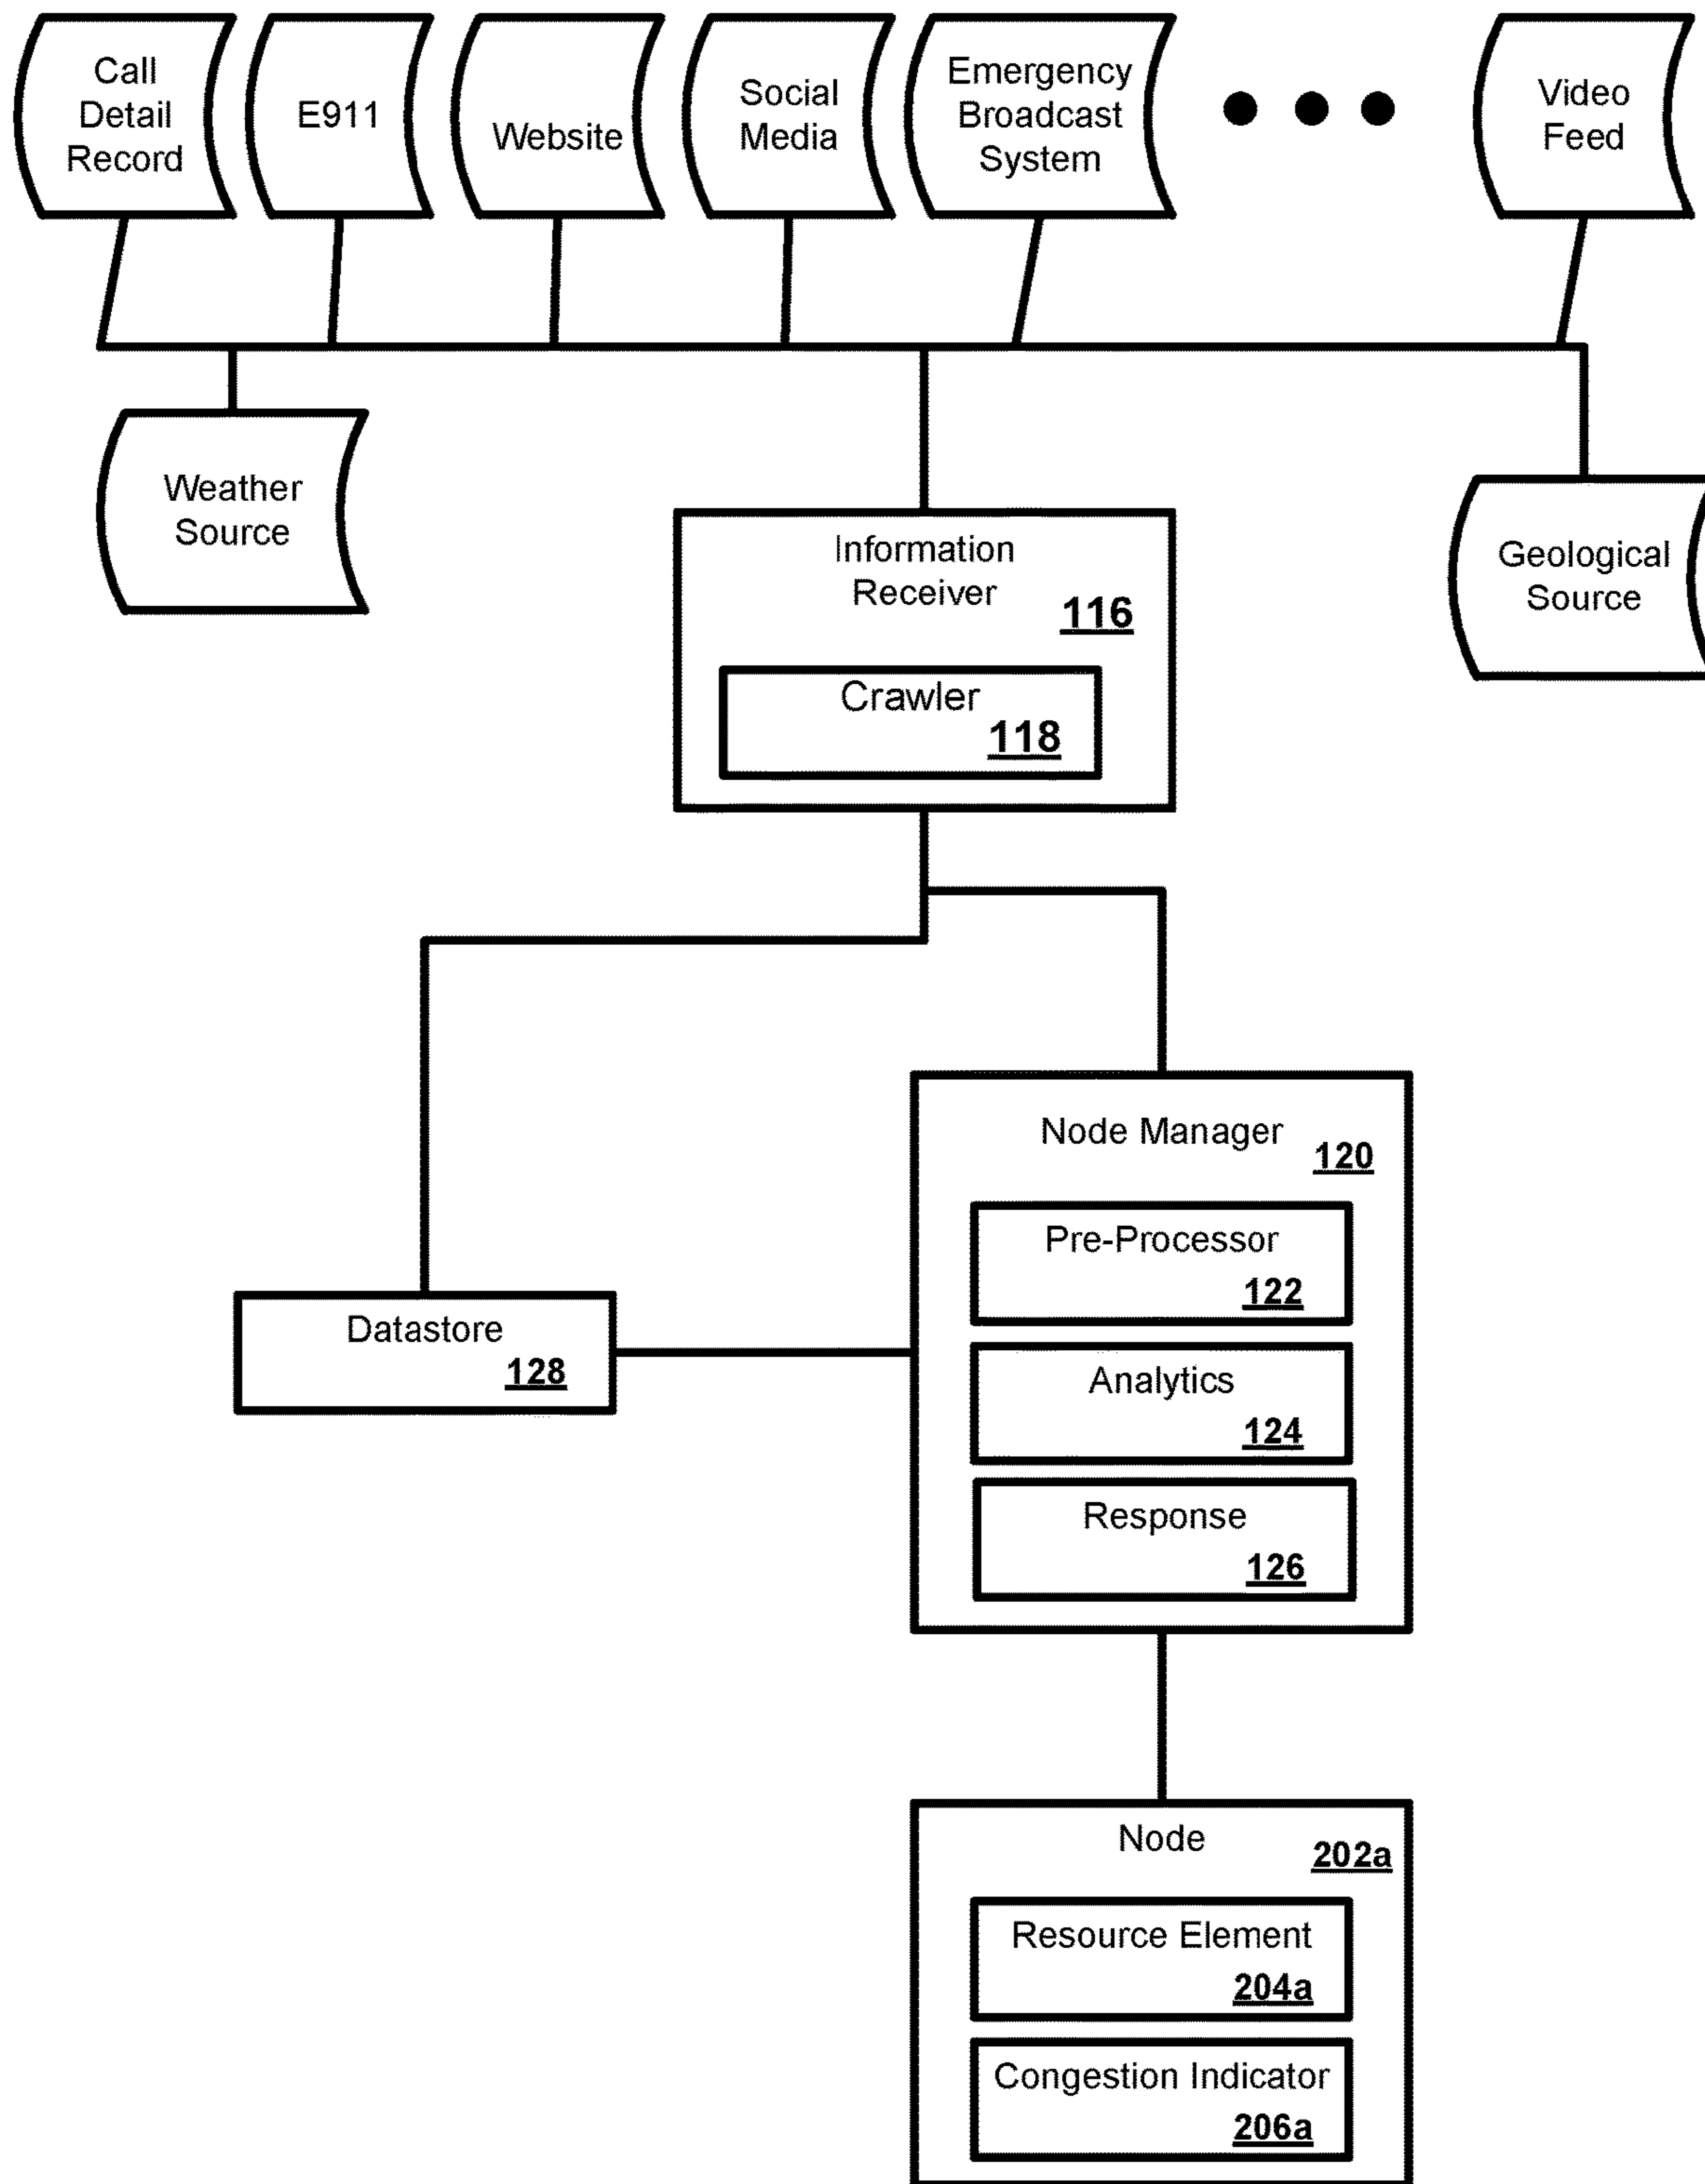 Call
Detail
Record
E911
Website
Social
Media
Emergency
Broadcast
System
Video
Feed
Weather
Source
Geological
Source
Information
Receiver
116
Crawler
118
Node Manager
120
Pre-Processor
122
Analytics
124
Response
126
Datastore
128
Node
202a
Resource Element
204a
Congestion Indicator
206a